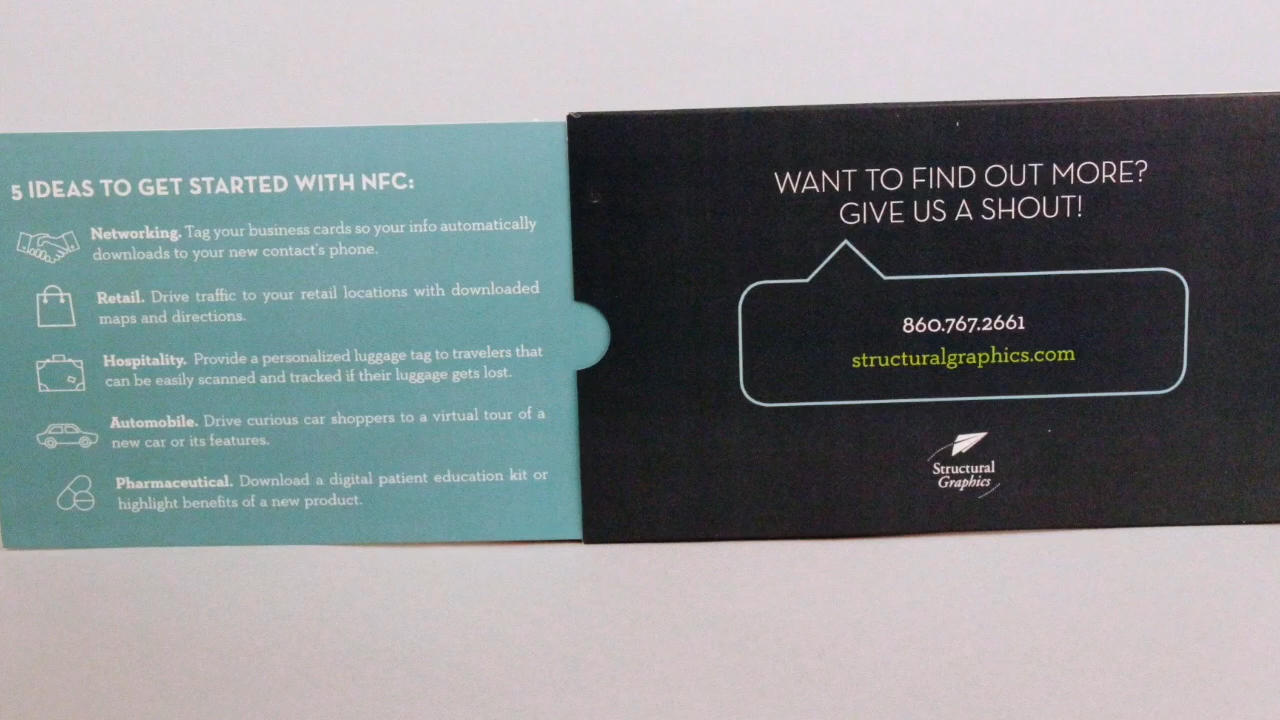 5 IDEAS TO GET STARTED WITH NFC:
Networking. Tag your business cards so your info automatically
downloads to your new contact's phone.
Retail. Drive traffic to your retail locations with downloaded
maps and directions.
Hospitality. Provide a personalized luggage tag to travelers that
can be easily scanned and tracked if their luggage gets lost.
Automobile. Drive curious car shoppers to a virtual tour of a
new car or its features.
Pharmaceutical. Download a digital patient education kit or
highlight benefits of a new product.
WANT TO FIND OUT MORE?
GIVE US A SHOUT!
860.767.2661
structuralgraphics.com
Structural
Graphics